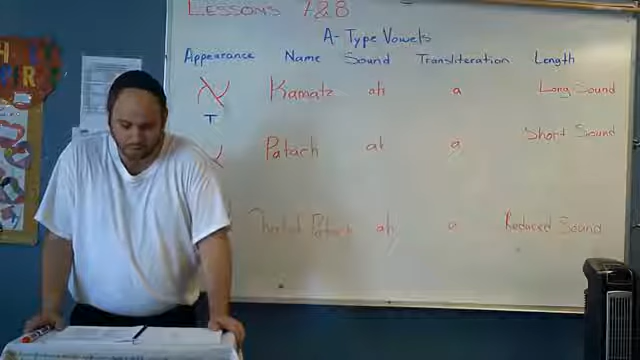 LESSONS 7&8
A-Type Vowels
Appearance Name Sound Transliteration Length
א Kamatz ah a Long Sound
T
א Patach ah a Short Sound
Chataf Patach ah a Reduced Sound